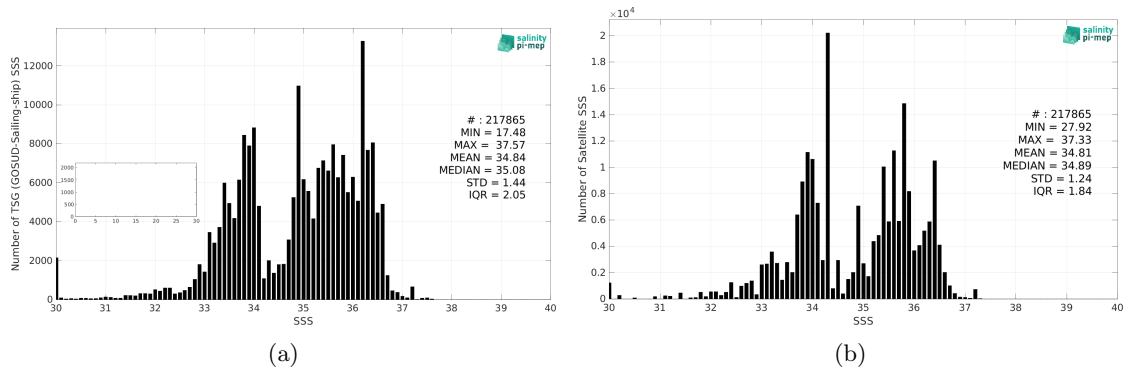 salinity
pi-mep
Number of TSG (GOSUD-Sailing-ship) SSS
12000
10000
8000
6000
4000
2000
0
2000
1500
1000
500
0
0 5 10 15 20 25 30
# : 217865
MIN = 17.48
MAX = 37.57
MEAN = 34.84
MEDIAN = 35.08
STD = 1.44
IQR = 2.05
30 31 32 33 34 35 36 37 38 39 40
SSS
(a)
×10⁴
salinity
pi-mep
Number of Satellite SSS
2
1.8
1.6
1.4
1.2
1
0.8
0.6
0.4
0.2
0
# : 217865
MIN = 27.92
MAX = 37.33
MEAN = 34.81
MEDIAN = 34.89
STD = 1.24
IQR = 1.84
30 31 32 33 34 35 36 37 38 39 40
SSS
(b)